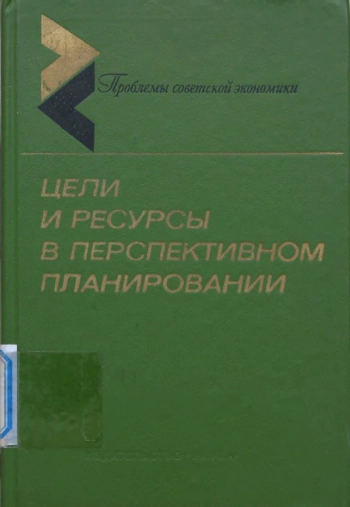 Проблемы советской экономики
ЦЕЛИ
И РЕСУРСЫ
В ПЕРСПЕКТИВНОМ
ПЛАНИРОВАНИИ